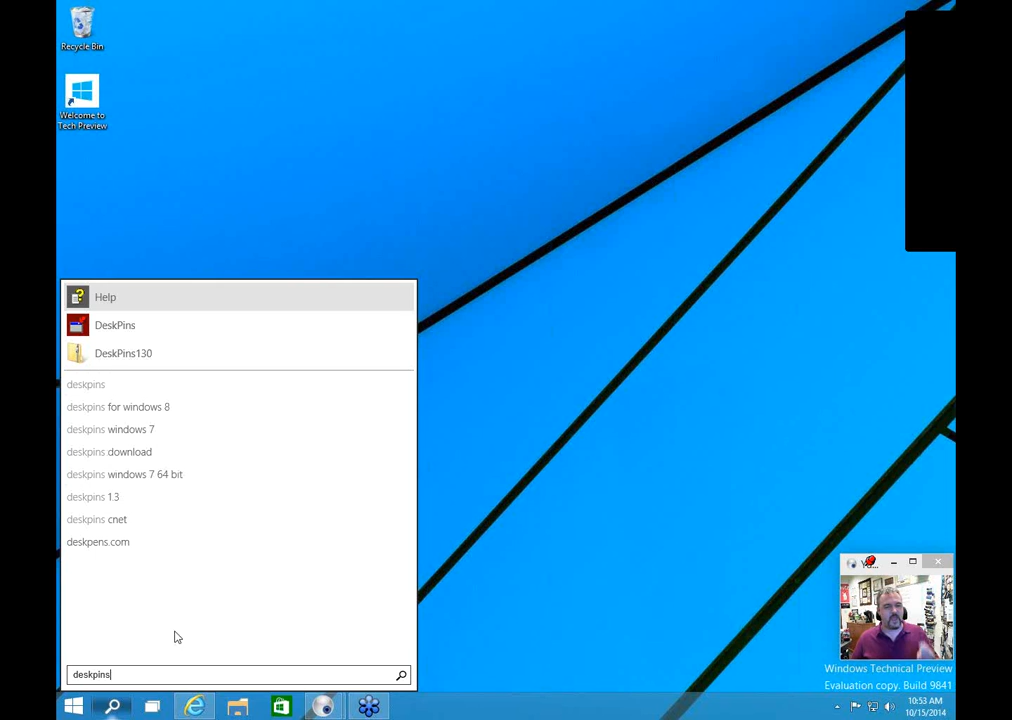 Recycle Bin
Welcome to
Tech Preview
Help
DeskPins
DeskPins130
deskpins
deskpins for windows 8
deskpins windows 7
deskpins download
deskpins windows 7 64 bit
deskpins 1.3
deskpins cnet
deskpens.com
deskpins
Windows Technical Preview
Evaluation copy. Build 9841
10:53 AM
10/15/2014